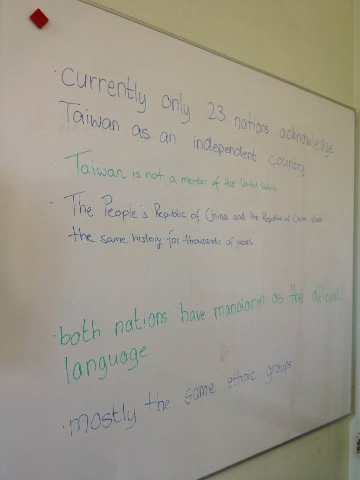 · currently only 23 nations acknowledge
Taiwan as an independent country
· Taiwan is not a member of the United Nations
· The People's Republic of China and the Republic of China share
the same history for thousands of years
· both nations have mandarin as the official
language
· mostly the same ethnic groups